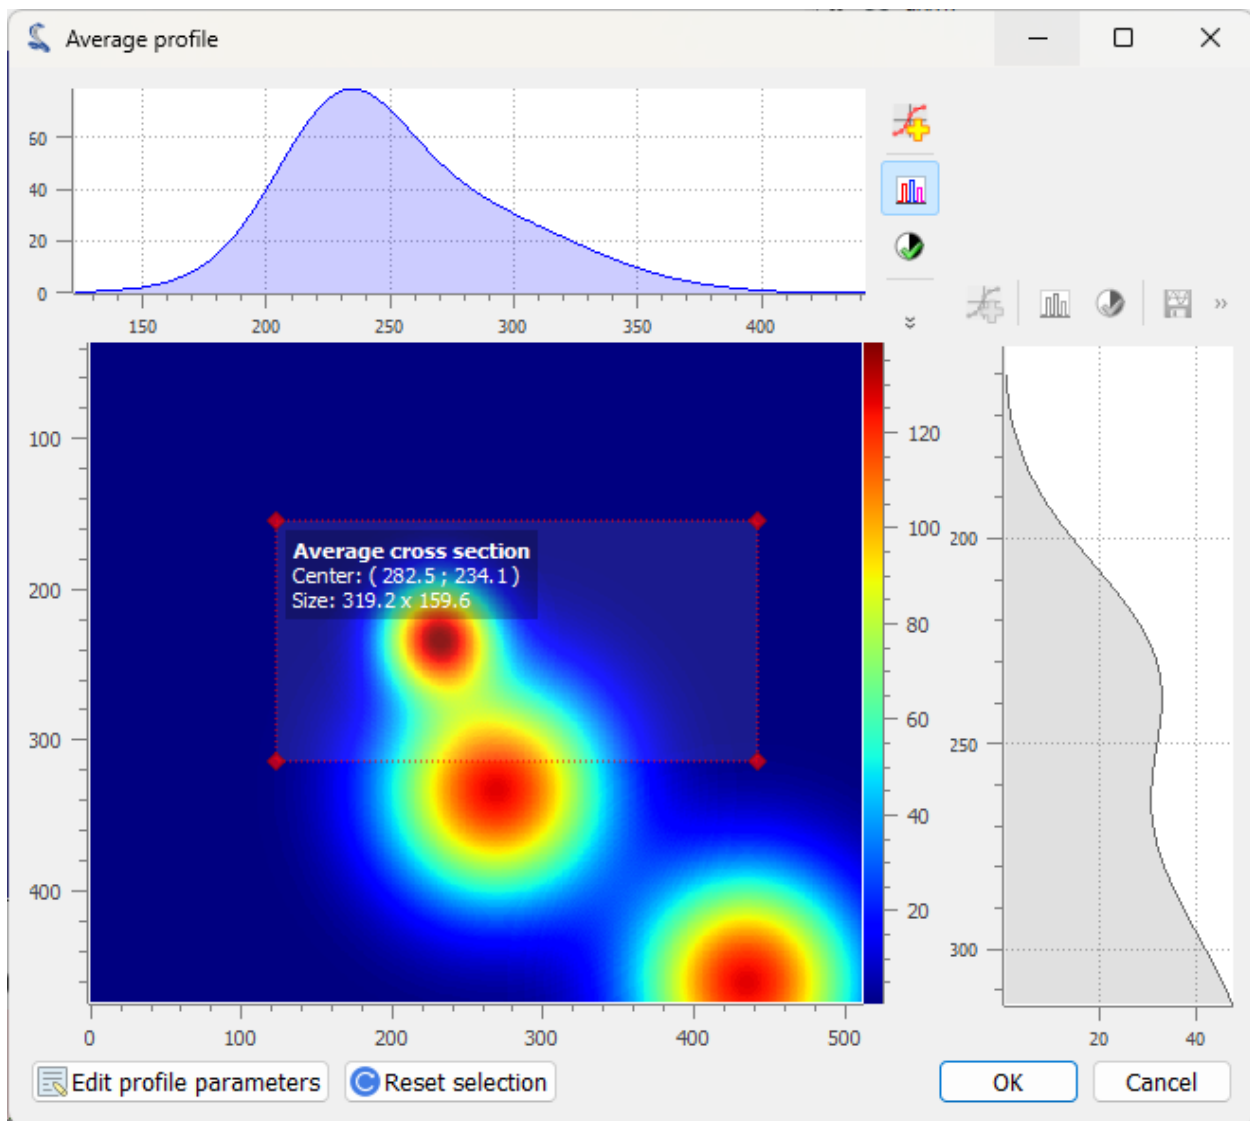 Average profile
60
40
20
0
150 200 250 300 350 400
100
200
300
400
0 100 200 300 400 500
Average cross section
Center: ( 282.5 ; 234.1 )
Size: 319.2 x 159.6
120
100
80
60
40
20
200
250
300
20 40
Edit profile parameters
Reset selection
OK
Cancel